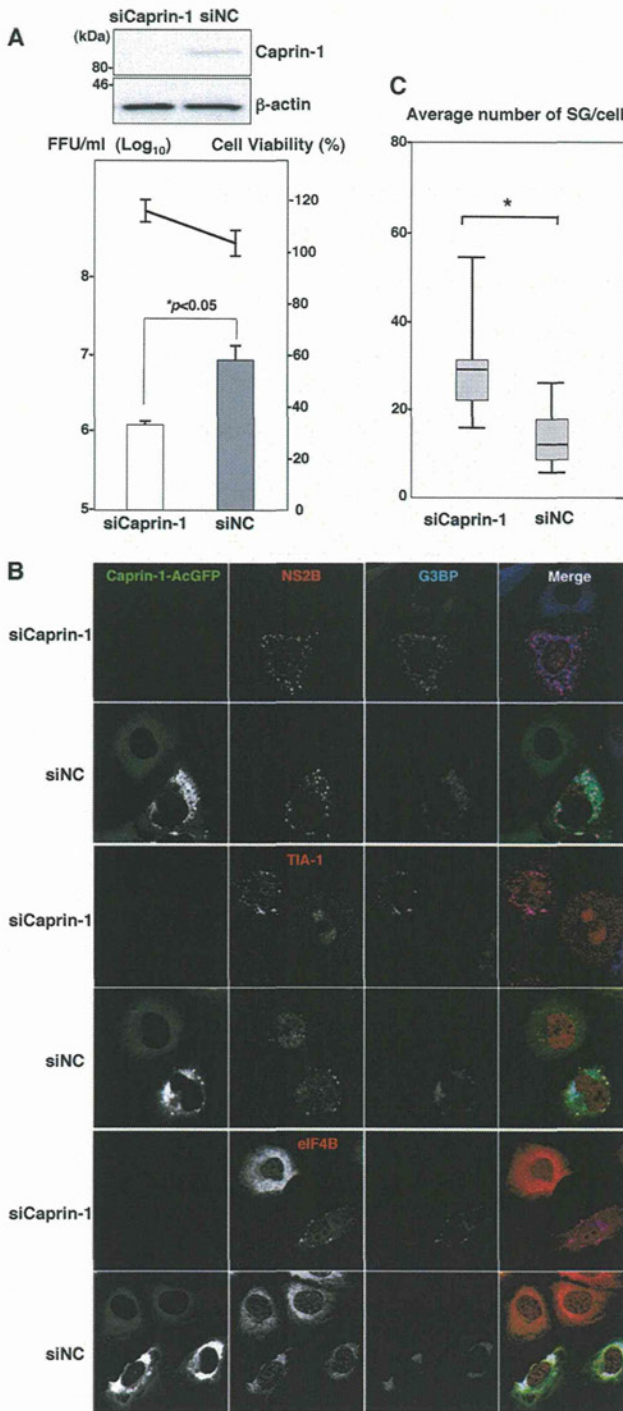 siCaprin-1 siNC
A
(kDa)
Caprin-1
80
46
β-actin
FFU/ml (Log10) Cell Viability (%)
8
7
6
5
120
100
80
60
40
20
0
*p<0.05
siCaprin-1 siNC
C
Average number of SG/cell
80
60
40
20
0
*
siCaprin-1 siNC
B
Caprin-1-AcGFP NS2B G3BP Merge
siCaprin-1
siNC
TIA-1
siCaprin-1
siNC
eIF4B
siCaprin-1
siNC